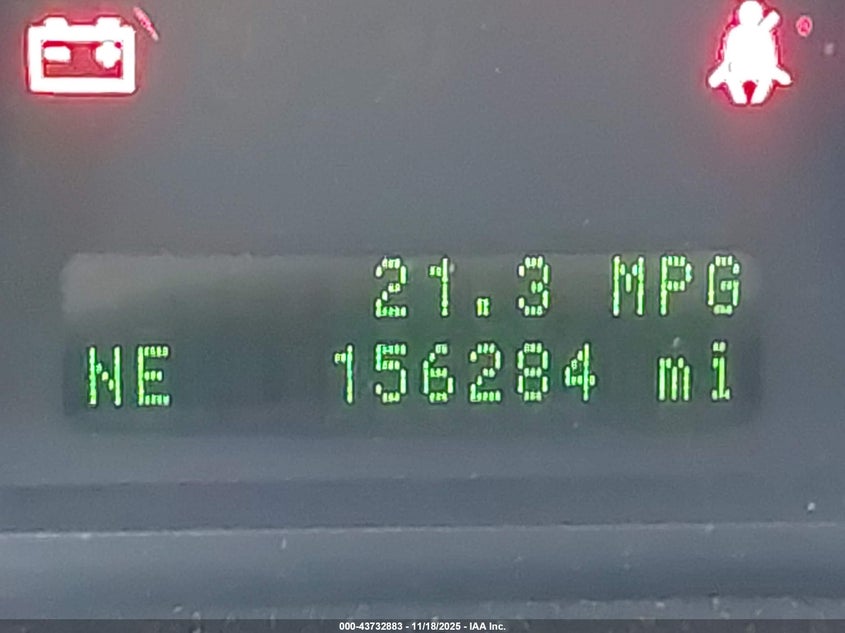 21.3 MPG
NE 156284 mi
000-43732883 - 11/18/2025 - IAA Inc.